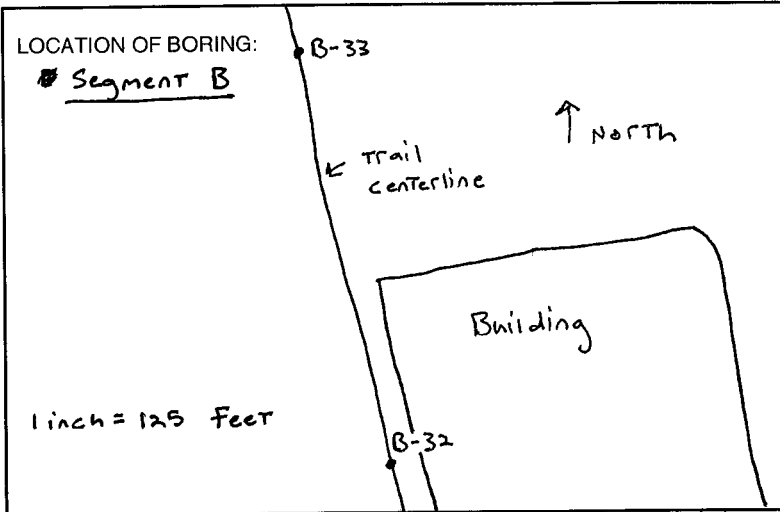 LOCATION OF BORING:
Segment B
B-33
North
Trail
centerline
Building
1 inch = 125 Feet
B-32